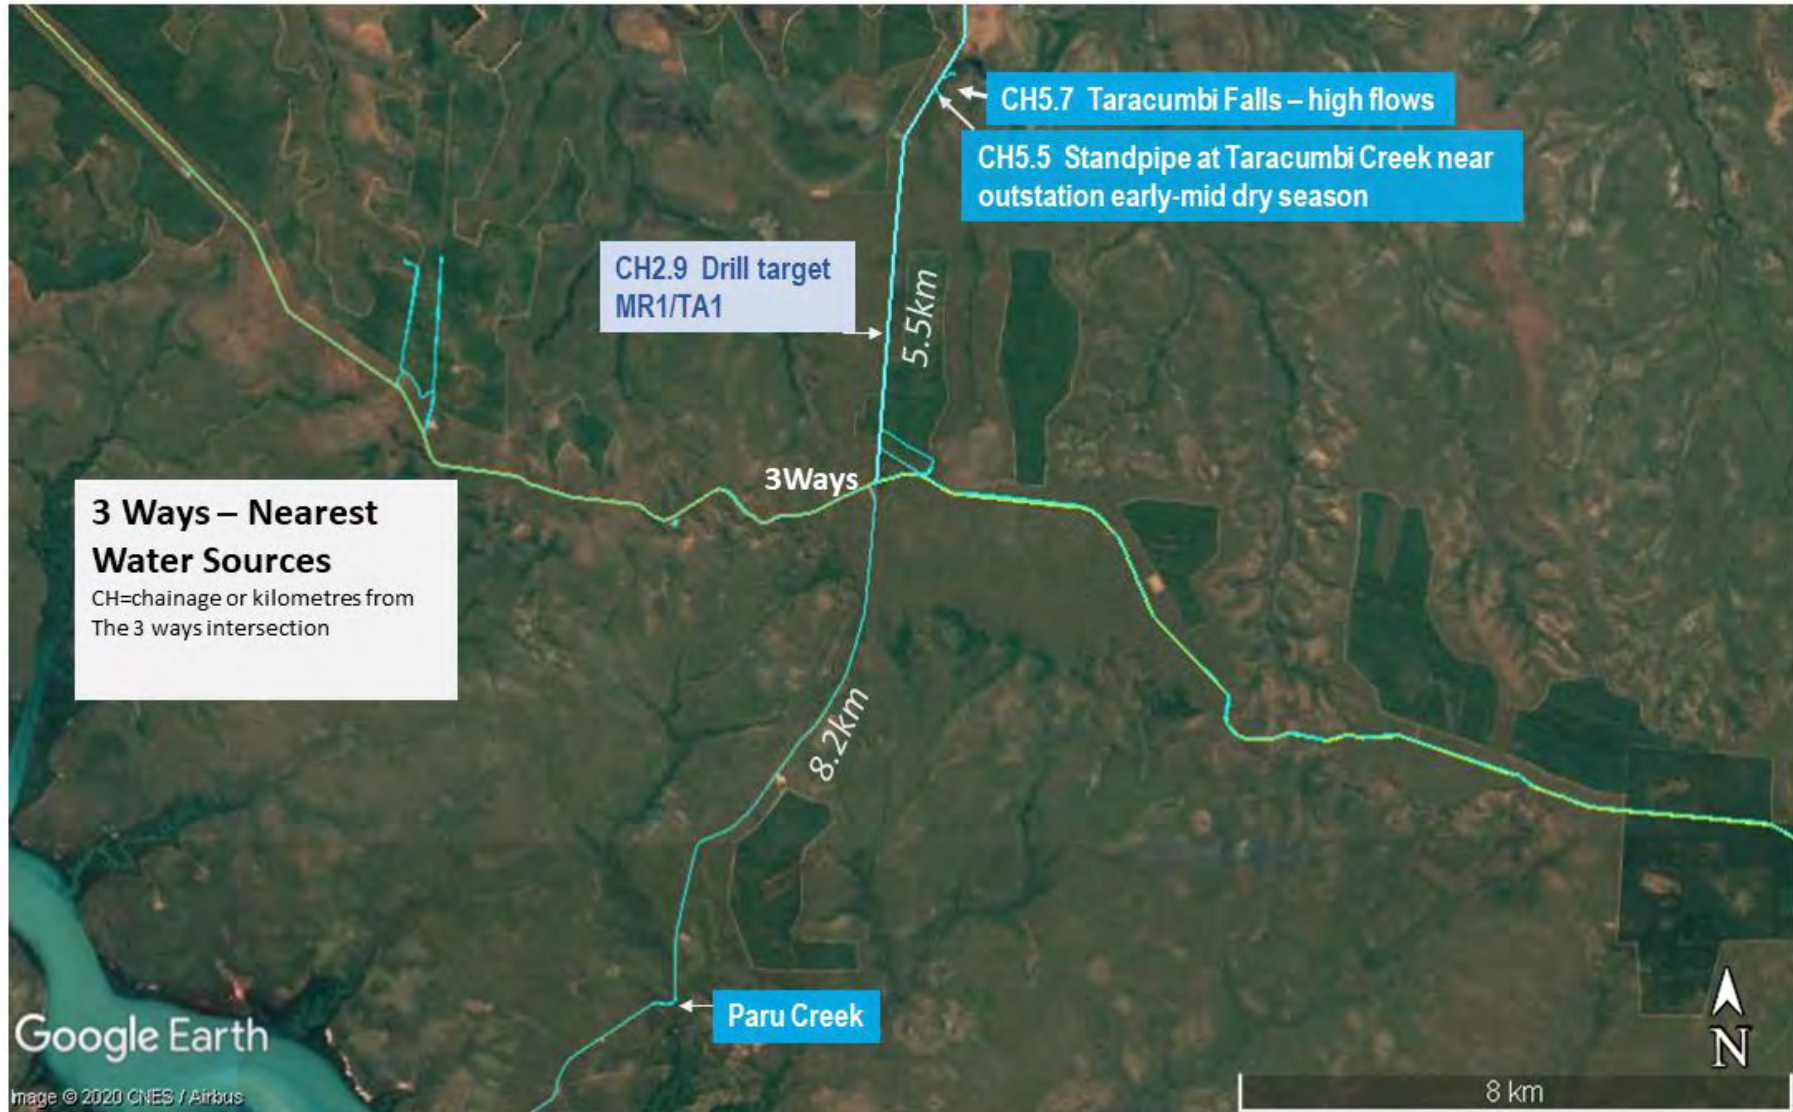 CH5.7 Taracumbi Falls – high flows
CH5.5 Standpipe at Taracumbi Creek near
outstation early-mid dry season
CH2.9 Drill target
MR1/TA1
5.5km
3Ways
3 Ways – Nearest
Water Sources
CH=chainage or kilometres from
The 3 ways intersection
8.2km
Paru Creek
Google Earth
Image © 2020 CNES / Airbus
N
8 km